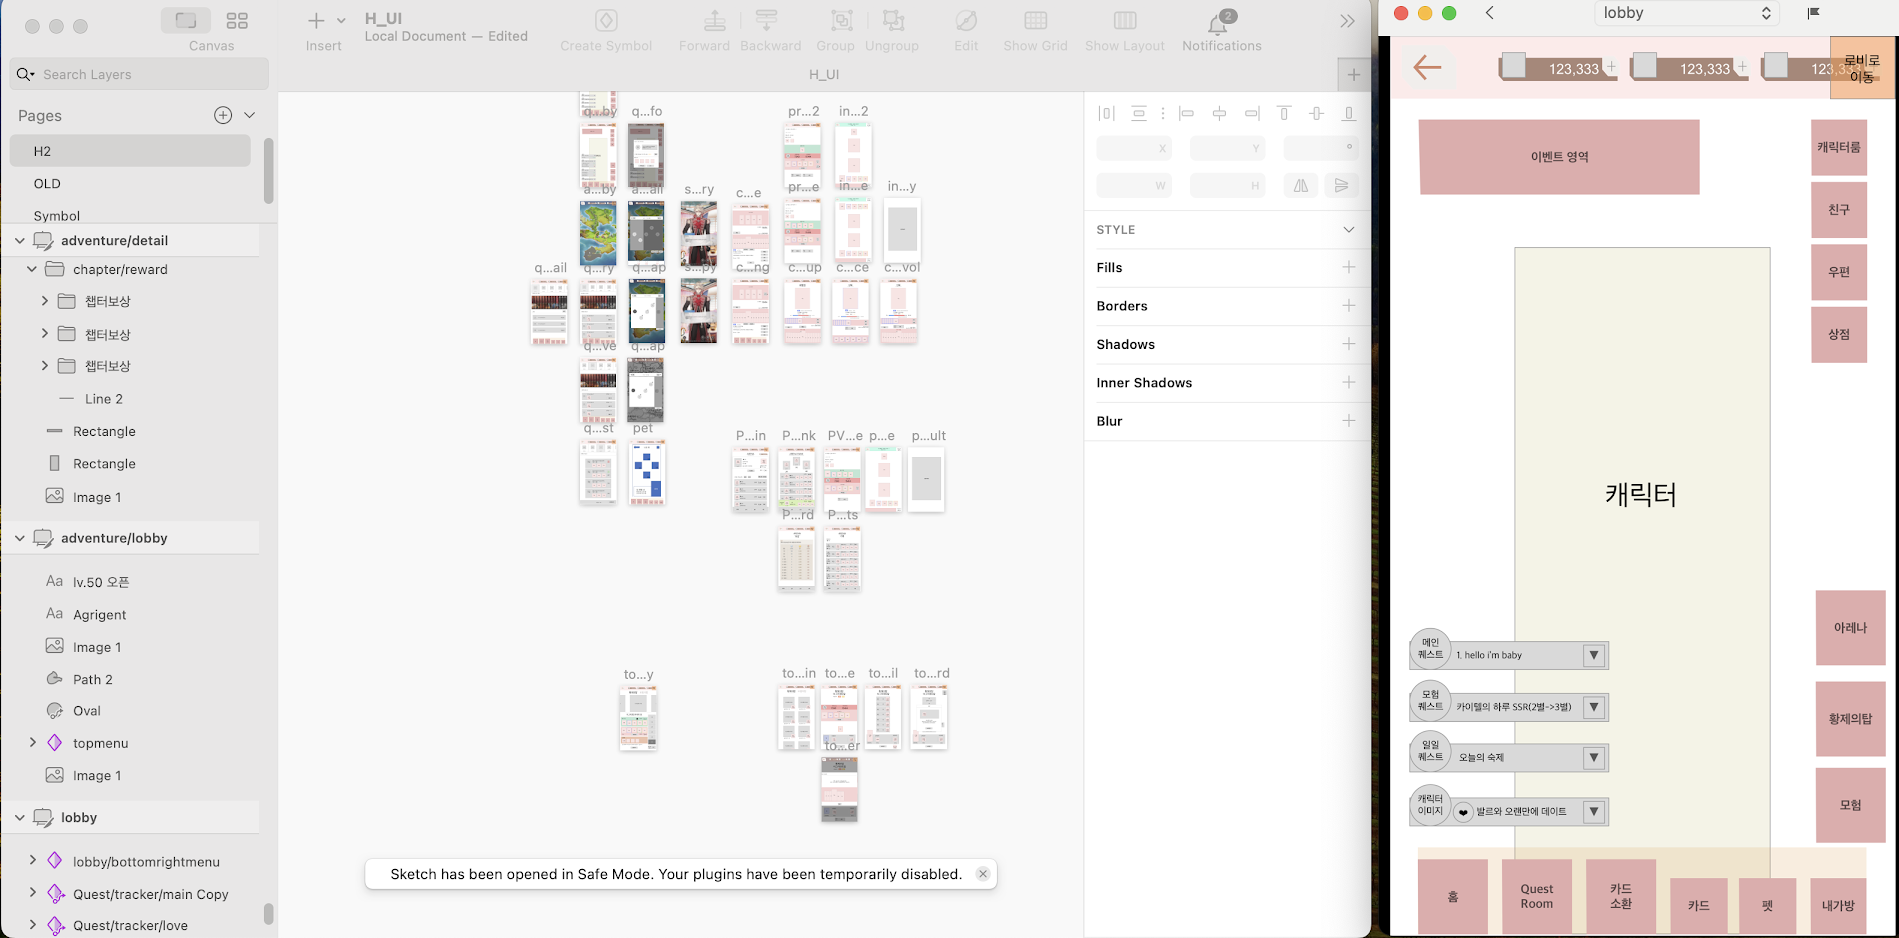 Canvas
Insert
H_UI
Local Document — Edited
Create Symbol
Forward
Backward
Group
Ungroup
Edit
Show Grid
Show Layout
2
Notifications
H_UI
Search Layers
Pages
H2
OLD
Symbol
adventure/detail
chapter/reward
챕터보상
챕터보상
챕터보상
Line 2
Rectangle
Rectangle
Image 1
adventure/lobby
Aa lv.50 오픈
Aa Agrigent
Image 1
Path 2
Oval
topmenu
Image 1
lobby
lobby/bottomrightmenu
Quest/tracker/main Copy
Quest/tracker/love
q...by q...fo pr...2 in...2
a...by s...ry c...e pr...e in...e in...y
q...ail q...ry q...ap c...ng c...up c...ce c...vol
q...ve q...ap
q...st pet P...in P...nk PV...e p...e p...ult
P...rd P...ts
to...y to...in to...e to...il to...rd
to...er
Sketch has been opened in Safe Mode. Your plugins have been temporarily disabled.
X Y °
W H
STYLE
Fills
Borders
Shadows
Inner Shadows
Blur
lobby
123,333
123,333
123,333
로비로
이동
이벤트 영역
캐릭터룸
친구
우편
상점
캐릭터
아레나
황제의탑
모험
메인
퀘스트
1. hello i'm baby
모험
퀘스트
카이텔의 하루 SSR(2별->3별)
일일
퀘스트
오늘의 숙제
캐릭터
이미지
발르와 오랜만에 데이트
홈
Quest
Room
카드
소환
카드
펫
내가방